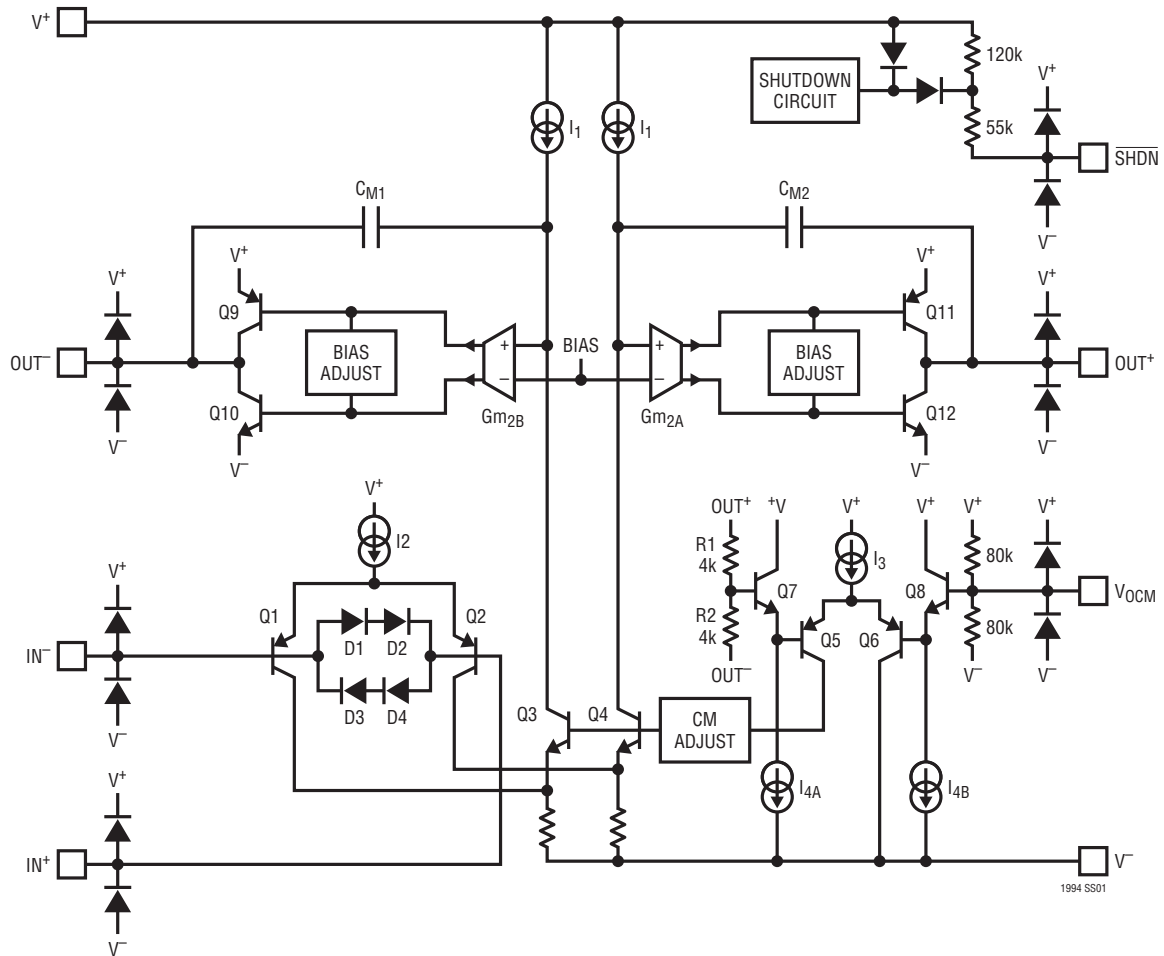 V+
120k
V+
SHUTDOWN
CIRCUIT
I1
I1
55k
SHDN
CM1
CM2
V–
V+
V+
V+
V+
Q9
Q11
BIAS
ADJUST
+
BIAS
+
BIAS
ADJUST
OUT–
OUT+
–
–
Q10
Gm2B
Gm2A
Q12
V–
V–
V–
V–
V+
OUT+
+V
V+
V+
V+
V+
I2
R1
4k
I3
80k
V+
Q1
Q2
Q7
Q8
VOCM
R2
4k
Q5
Q6
80k
IN–
D1
D2
OUT–
V–
V–
D3
D4
V–
Q3
Q4
CM
ADJUST
V+
I4A
I4B
IN+
V–
1994 SS01
V–